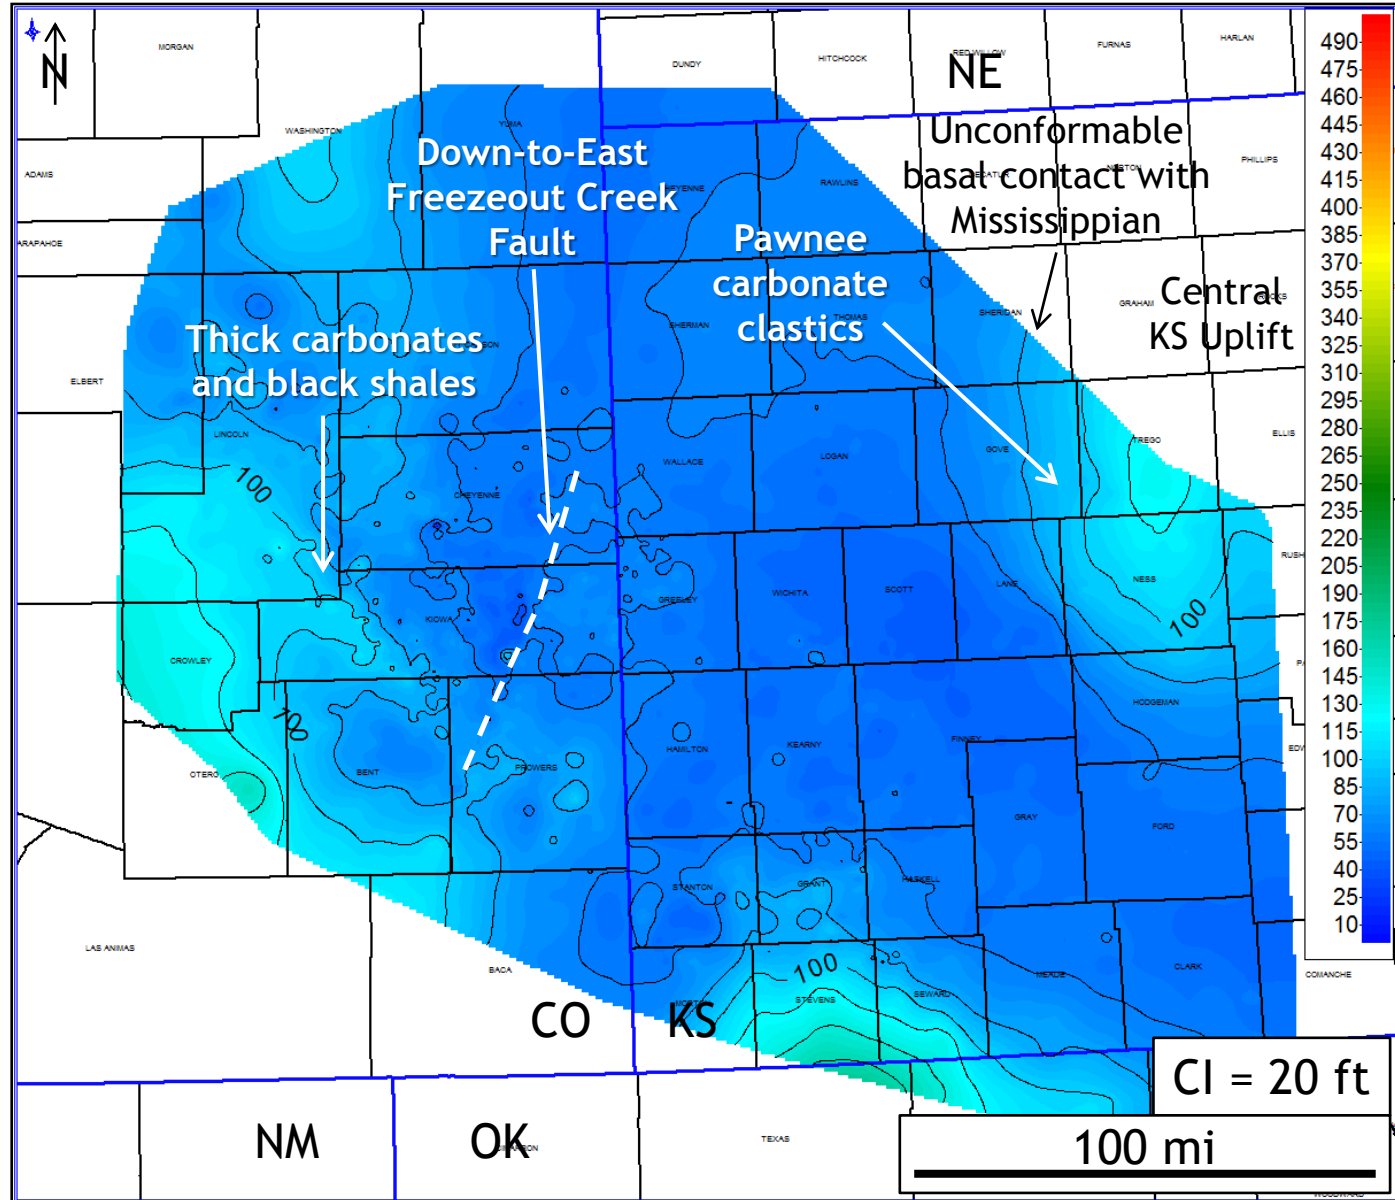 N
MORGAN
DUNDY
HITCHCOCK
RED WILLOW
FURNAS
HARLAN
NE
WASHINGTON
YUMA
ADAMS
ARAPAHOE
ELBERT
Down-to-East
Freezeout Creek
Fault
CHEYENNE
RAWLINS
DECATUR
NORTON
PHILLIPS
Unconformable
basal contact with
Mississippian
Pawnee
carbonate
clastics
Thick carbonates
and black shales
SHERMAN
THOMAS
SHERIDAN
GRAHAM
Central
KS Uplift
LINCOLN
100
CHEYENNE
WALLACE
LOGAN
GOVE
TREGO
ELLIS
KIOWA
GREELEY
WICHITA
SCOTT
LANE
NESS
RUSH
100
CROWLEY
100
OTERO
BENT
PROWERS
HAMILTON
KEARNY
FINNEY
HODGEMAN
GRAY
FORD
STANTON
GRANT
HASKELL
LAS ANIMAS
BACA
100
STEVENS
SEWARD
MEADE
CLARK
COMANCHE
CO
KS
NM
OK
TEXAS
CI = 20 ft
100 mi
490
475
460
445
430
415
400
385
370
355
340
325
310
295
280
265
250
235
220
205
190
175
160
145
130
115
100
85
70
55
40
25
10